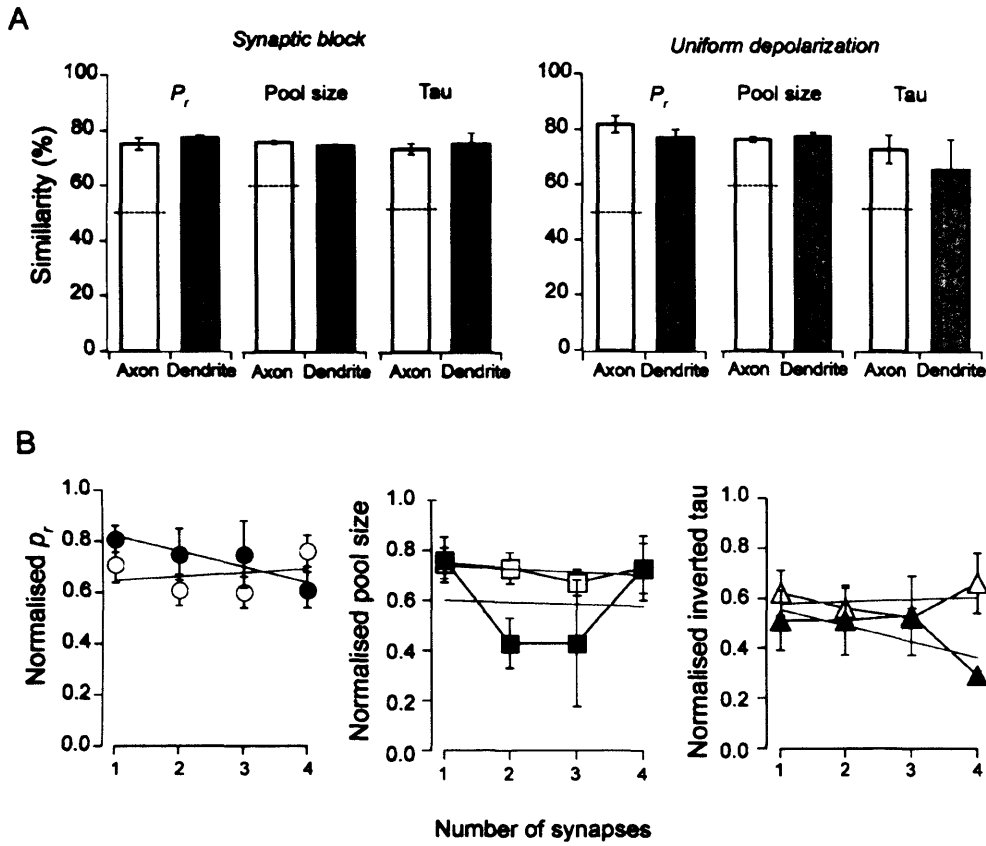 A
Synaptic block
Uniform depolarization
Simillarity (%)
100
80
60
40
20
0
Pr
Pool size
Tau
Axon Dendrite
Axon Dendrite
Axon Dendrite
100
80
60
40
20
0
Pr
Pool size
Tau
Axon Dendrite
Axon Dendrite
Axon Dendrite
B
Normalised pr
1.0
0.8
0.6
0.4
0.2
0.0
1 2 3 4
Normalised pool size
1.0
0.8
0.6
0.4
0.2
0.0
1 2 3 4
Normalised inverted tau
1.0
0.8
0.6
0.4
0.2
0.0
1 2 3 4
Number of synapses